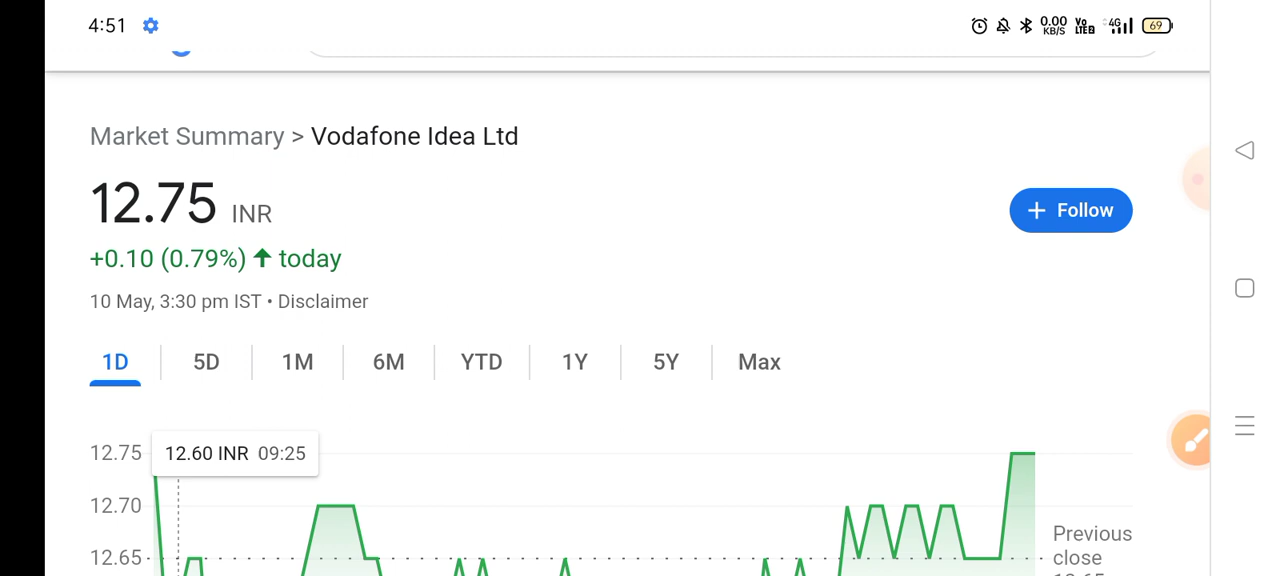 4:51 0.00 KB/S Vo LTE2 4G 69
Market Summary > Vodafone Idea Ltd
12.75 INR
+ Follow
+0.10 (0.79%) ↑ today
10 May, 3:30 pm IST • Disclaimer
1D 5D 1M 6M YTD 1Y 5Y Max
12.75 12.60 INR 09:25
12.70
Previous
12.65 close